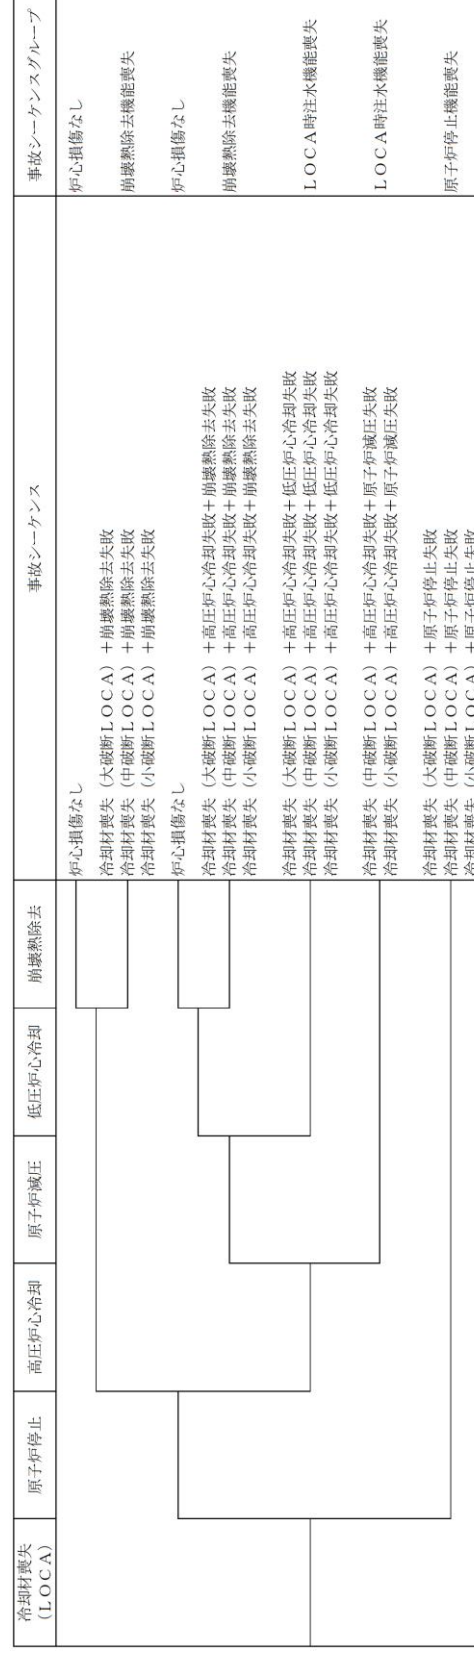 冷却材喪失
(LOCA)
原子炉停止
高圧炉心冷却
原子炉減圧
低圧炉心冷却
崩壊熱除去
事故シーケンス
事故シーケンスグループ
炉心損傷なし
炉心損傷なし
冷却材喪失(大破断LOCA)+崩壊熱除去失敗
冷却材喪失(中破断LOCA)+崩壊熱除去失敗
崩壊熱除去機能喪失
冷却材喪失(小破断LOCA)+崩壊熱除去失敗
炉心損傷なし
炉心損傷なし
冷却材喪失(大破断LOCA)+高圧炉心冷却失敗+崩壊熱除去失敗
冷却材喪失(中破断LOCA)+高圧炉心冷却失敗+崩壊熱除去失敗
崩壊熱除去機能喪失
冷却材喪失(小破断LOCA)+高圧炉心冷却失敗+崩壊熱除去失敗
冷却材喪失(大破断LOCA)+高圧炉心冷却失敗+低圧炉心冷却失敗
冷却材喪失(中破断LOCA)+高圧炉心冷却失敗+低圧炉心冷却失敗
LOCA時注水機能喪失
冷却材喪失(小破断LOCA)+高圧炉心冷却失敗+低圧炉心冷却失敗
冷却材喪失(中破断LOCA)+高圧炉心冷却失敗+原子炉減圧失敗
LOCA時注水機能喪失
冷却材喪失(小破断LOCA)+高圧炉心冷却失敗+原子炉減圧失敗
冷却材喪失(大破断LOCA)+原子炉停止失敗
冷却材喪失(中破断LOCA)+原子炉停止失敗
原子炉停止機能喪失
冷却材喪失(小破断LOCA)+原子炉停止失敗